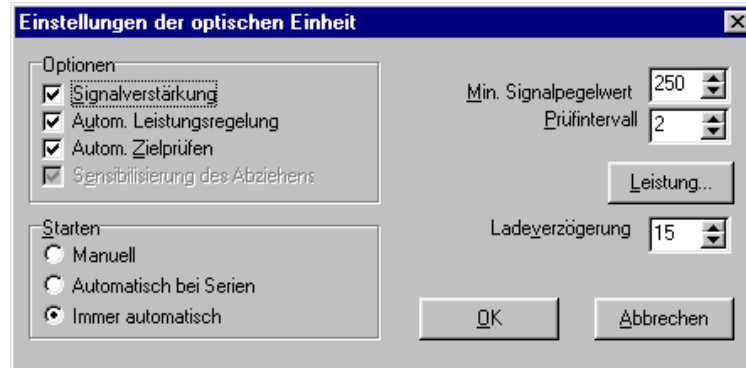 Einstellungen der optischen Einheit
Optionen
Signalverstärkung
Autom. Leistungsregelung
Autom. Zielprüfen
Sensibilisierung des Abziehens
Starten
Manuell
Automatisch bei Serien
Immer automatisch
Min. Signalpegelwert 250
Prüfintervall 2
Leistung...
Ladeverzögerung 15
OK Abbrechen